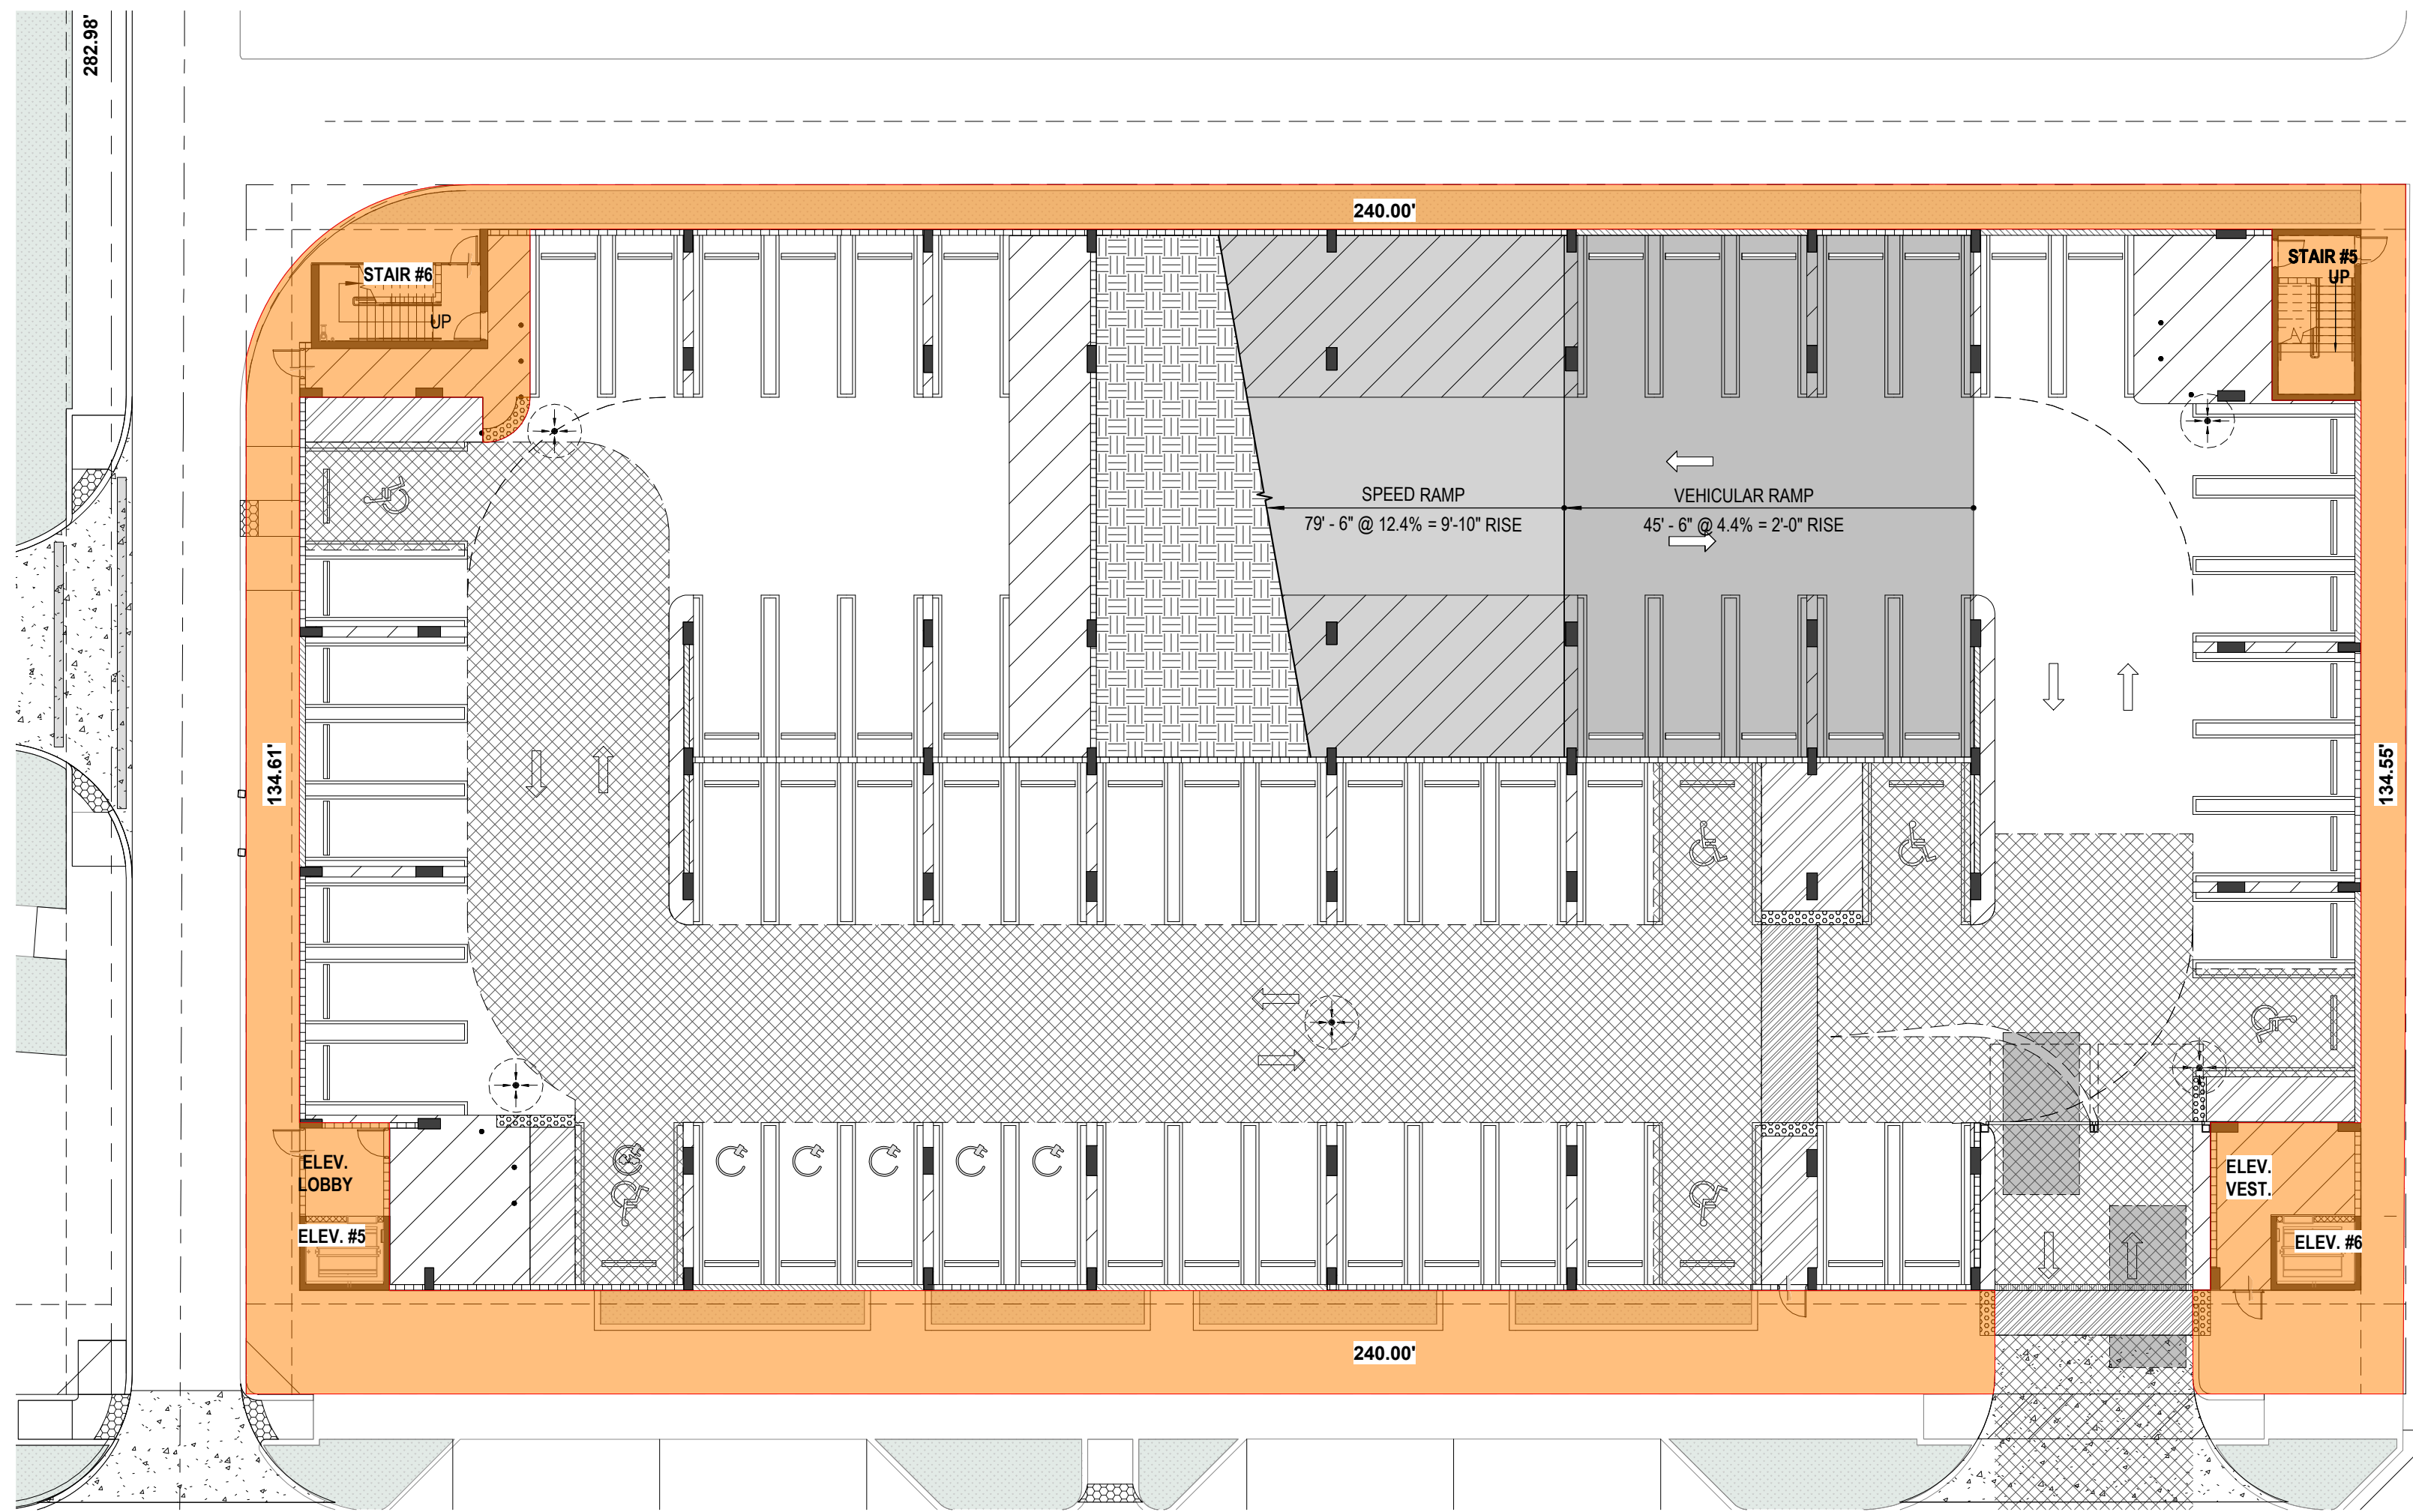 282.98'
240.00'
STAIR #6
UP
STAIR #5
UP
SPEED RAMP
79' - 6" @ 12.4% = 9'-10" RISE
VEHICULAR RAMP
45' - 6" @ 4.4% = 2'-0" RISE
134.61'
134.55'
ELEV.
LOBBY
ELEV. #5
ELEV.
VEST.
ELEV. #6
240.00'